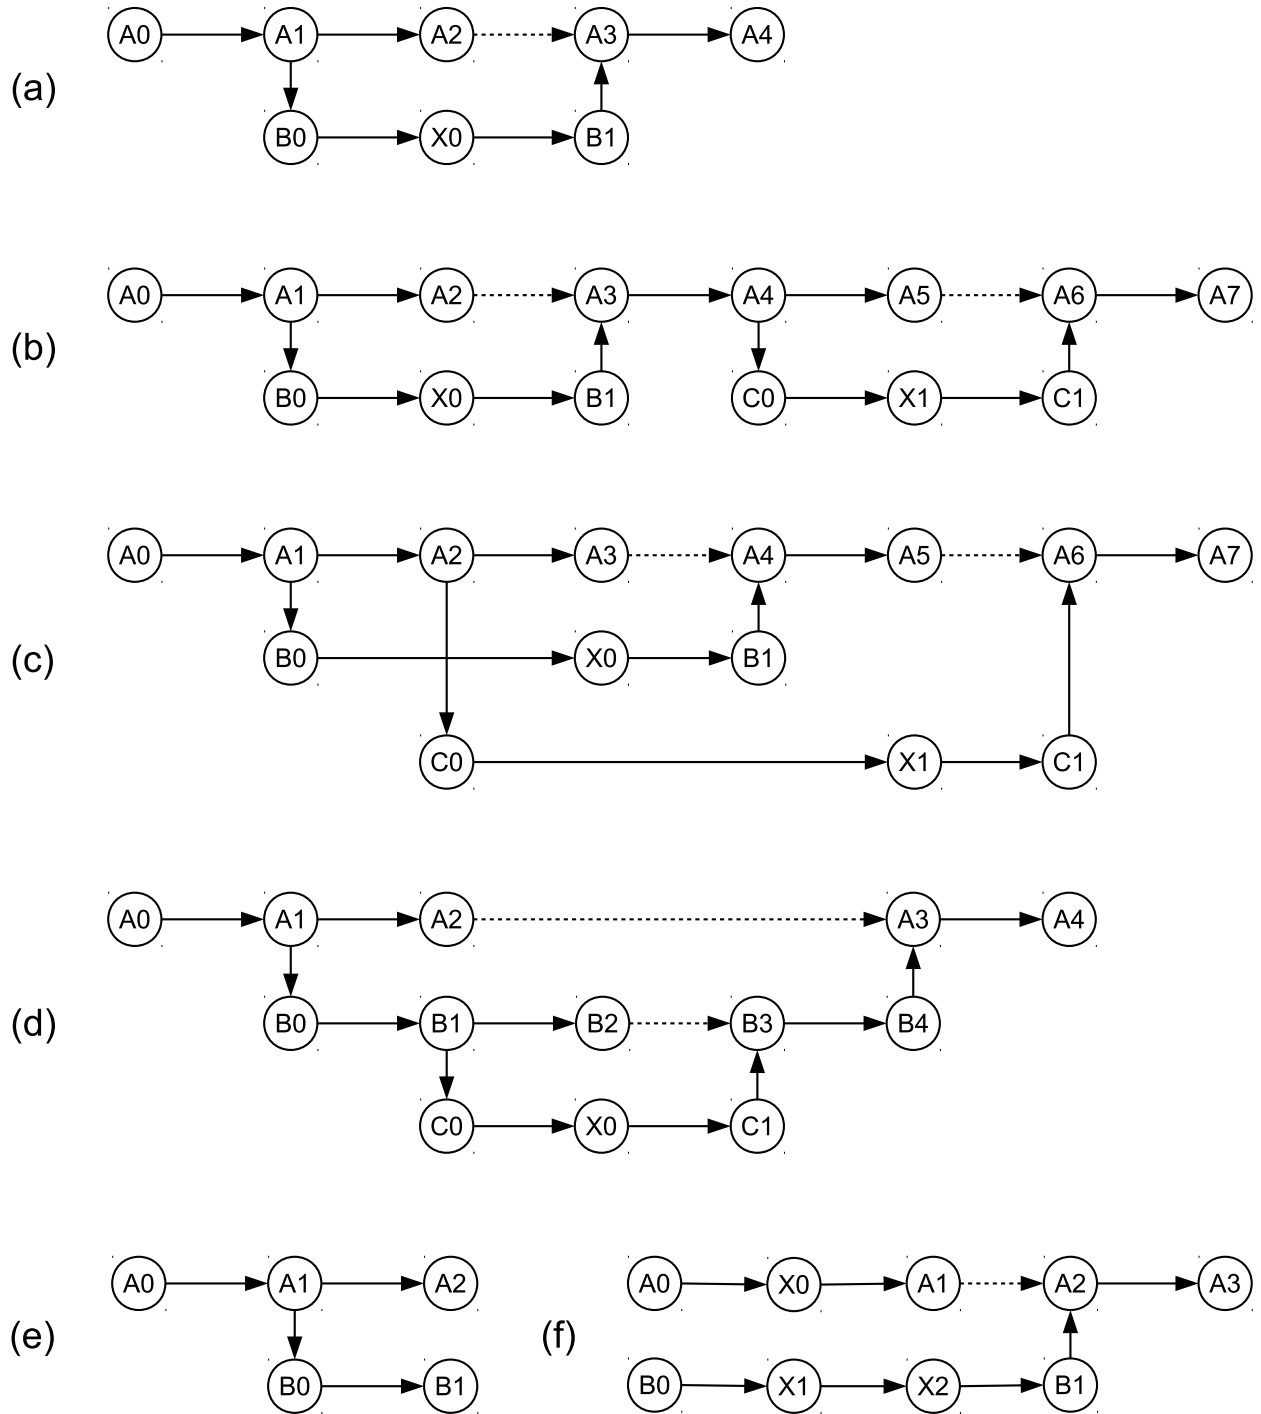 A0 A1 A2 A3 A4
(a)
B0 X0 B1
A0 A1 A2 A3 A4 A5 A6 A7
(b)
B0 X0 B1 C0 X1 C1
A0 A1 A2 A3 A4 A5 A6 A7
(c)
B0 X0 B1
C0 X1 C1
A0 A1 A2 A3 A4
(d)
B0 B1 B2 B3 B4
C0 X0 C1
A0 A1 A2
(e)
B0 B1
A0 X0 A1 A2 A3
(f)
B0 X1 X2 B1